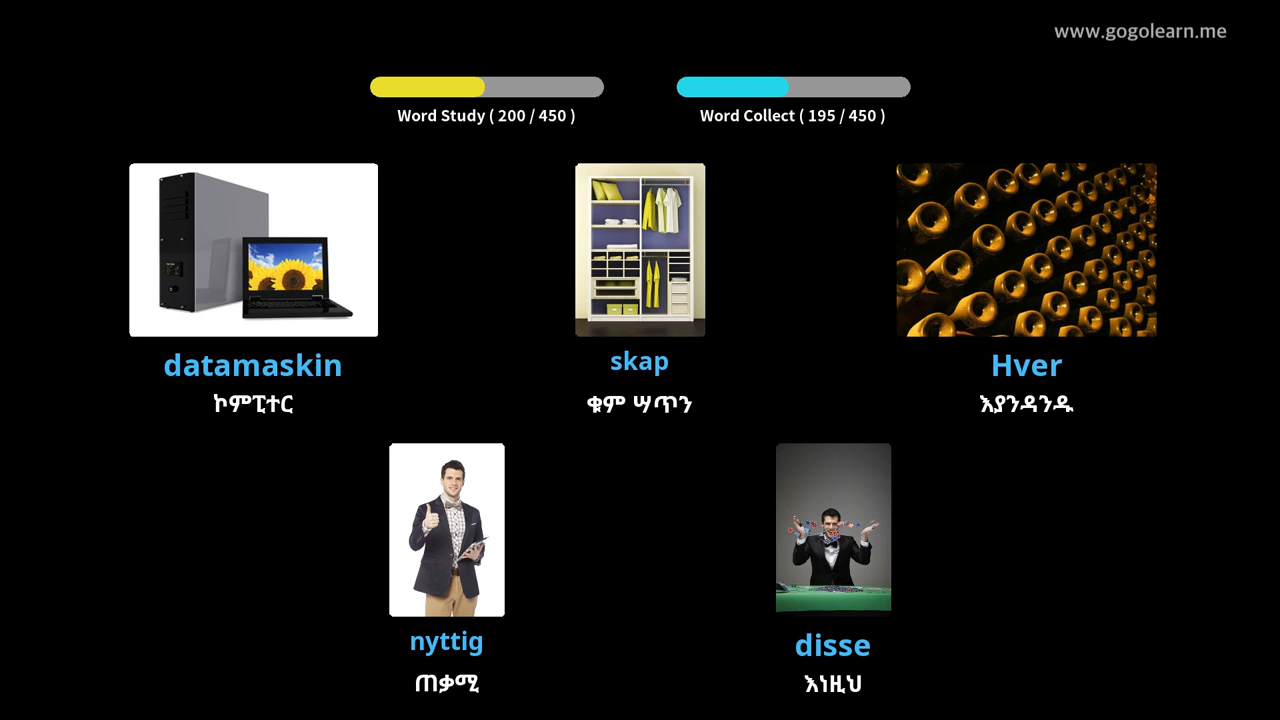 www.gogolearn.me
Word Study ( 200 / 450 )
Word Collect ( 195 / 450 )
datamaskin
ኮምፒተር
skap
ቁም ሣጥን
Hver
እያንዳንዱ
nyttig
ጠቃሚ
disse
እነዚህ